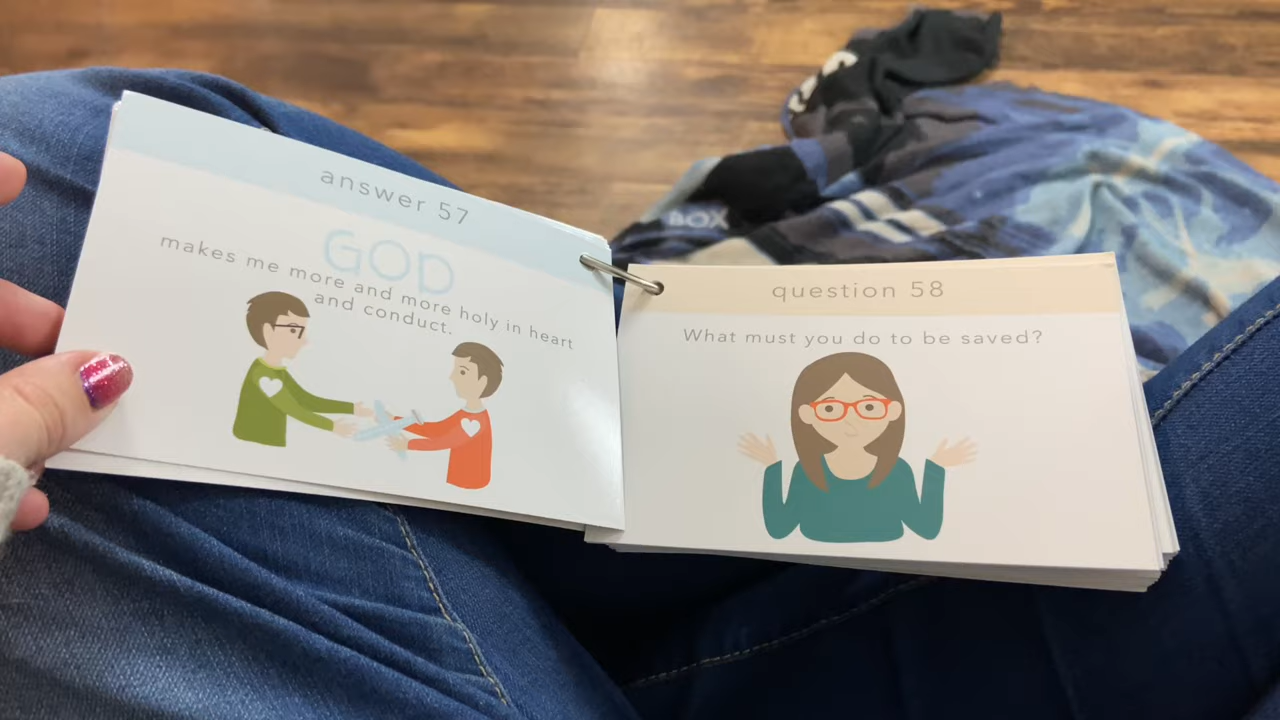 answer 57
GOD
makes me more and more holy in heart
and conduct.
question 58
What must you do to be saved?
BOX